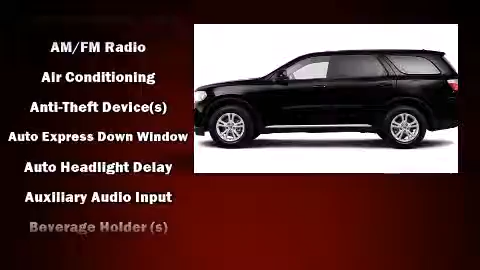 AM/FM Radio
Air Conditioning
Anti-Theft Device(s)
Auto Express Down Window
Auto Headlight Delay
Auxiliary Audio Input
Beverage Holder (s)